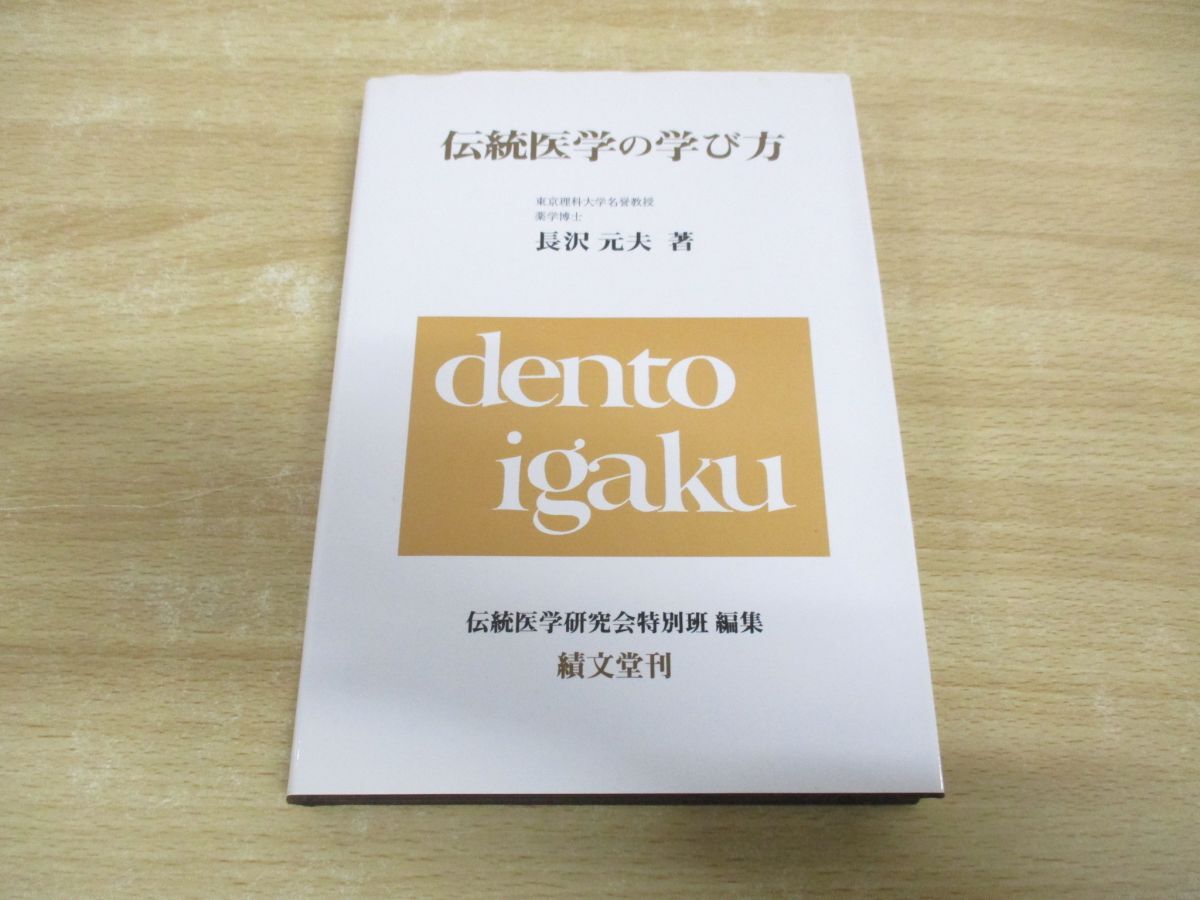 伝統医学の学び方
東京理科大学名誉教授
薬学博士
長沢 元夫 著
dento
igaku
伝統医学研究会特別班 編集
績文堂刊